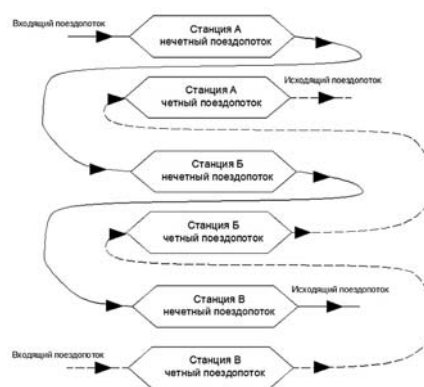 Входящий поездопоток
Станция А
нечетный поездопоток
Станция А
четный поездопоток
Исходящий поездопоток
Станция Б
нечетный поездопоток
Станция Б
четный поездопоток
Станция В
нечетный поездопоток
Исходящий поездопоток
Входящий поездопоток
Станция В
четный поездопоток